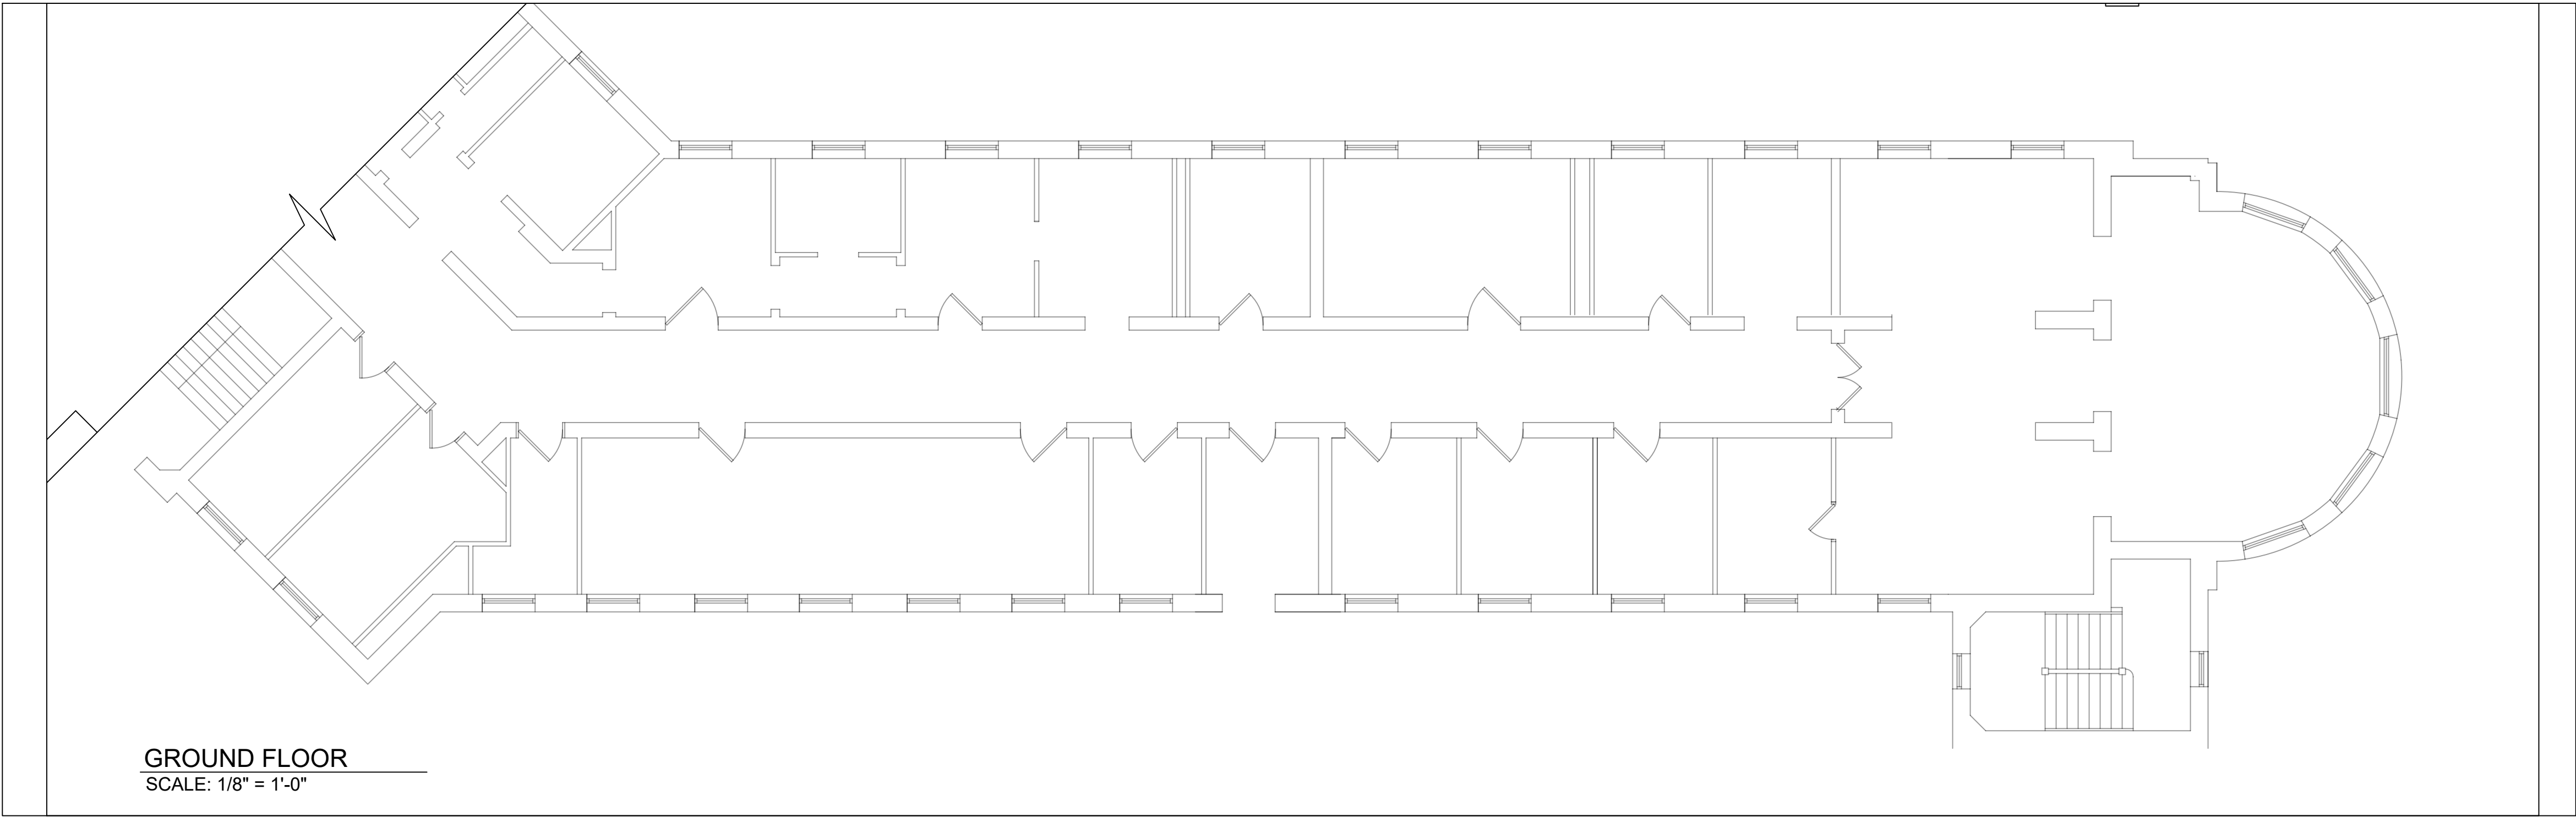 GROUND FLOOR
SCALE: 1/8" = 1'-0"